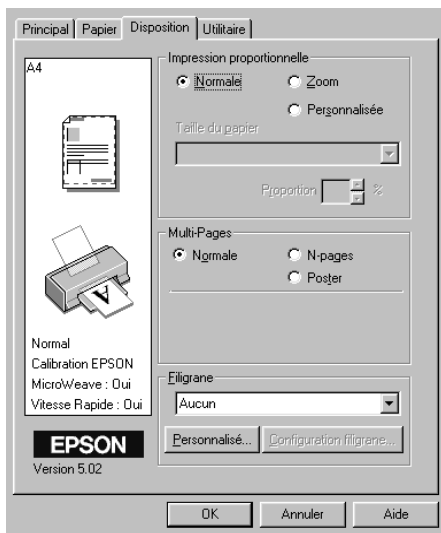 Principal Papier Disposition Utilitaire
A4
Normal
Calibration EPSON
MicroWeave : Oui
Vitesse Rapide : Oui
EPSON
Version 5.02
Impression proportionnelle
Normale Zoom
Personnalisée
Taille du papier
Proportion %
Multi-Pages
Normale N-pages
Poster
Filigrane
Aucun
Personnalisé... Configuration filigrane...
OK Annuler Aide